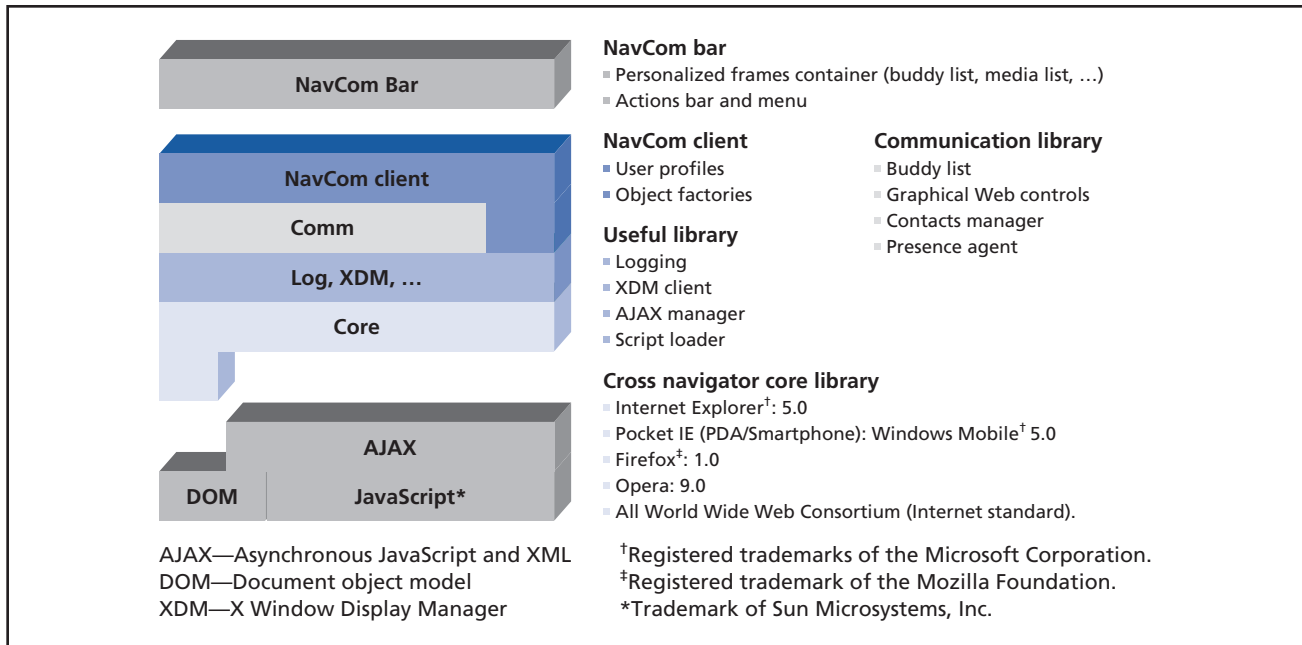 NavCom Bar
NavCom client
Comm
Log, XDM, …
Core
AJAX
DOM
JavaScript*
NavCom bar
▪ Personalized frames container (buddy list, media list, …)
▪ Actions bar and menu
NavCom client
▪ User profiles
▪ Object factories
Useful library
▪ Logging
▪ XDM client
▪ AJAX manager
▪ Script loader
Communication library
▪ Buddy list
▪ Graphical Web controls
▪ Contacts manager
▪ Presence agent
Cross navigator core library
▪ Internet Explorer†: 5.0
▪ Pocket IE (PDA/Smartphone): Windows Mobile† 5.0
▪ Firefox‡: 1.0
▪ Opera: 9.0
▪ All World Wide Web Consortium (Internet standard).
AJAX—Asynchronous JavaScript and XML
DOM—Document object model
XDM—X Window Display Manager
†Registered trademarks of the Microsoft Corporation.
‡Registered trademark of the Mozilla Foundation.
*Trademark of Sun Microsystems, Inc.